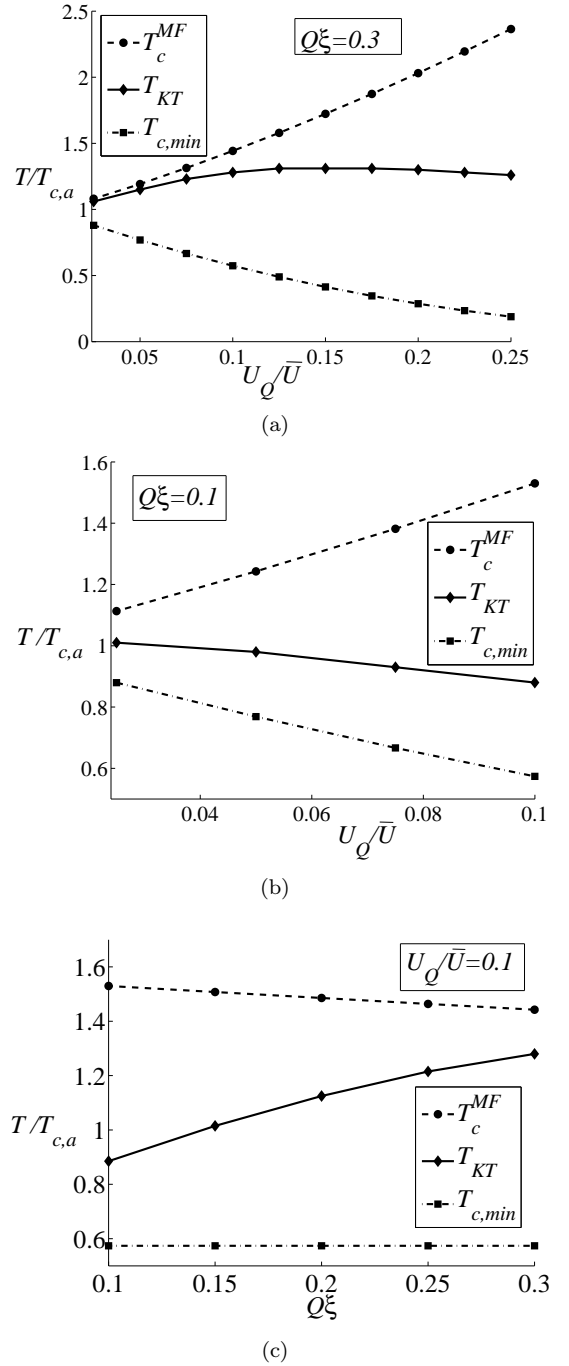 2.5
2
1.5
1
0.5
0
T/T_{c,a}
T_c^{MF}
T_{KT}
T_{c,min}
Qξ=0.3
0.05 0.1 0.15 0.2 0.25
U_Q/Ū
(a)
1.6
1.4
1.2
1
0.8
0.6
T/T_{c,a}
Qξ=0.1
T_c^{MF}
T_{KT}
T_{c,min}
0.04 0.06 0.08 0.1
U_Q/Ū
(b)
1.6
1.4
1.2
1
0.8
0.6
T/T_{c,a}
U_Q/Ū=0.1
T_c^{MF}
T_{KT}
T_{c,min}
0.1 0.15 0.2 0.25 0.3
Qξ
(c)